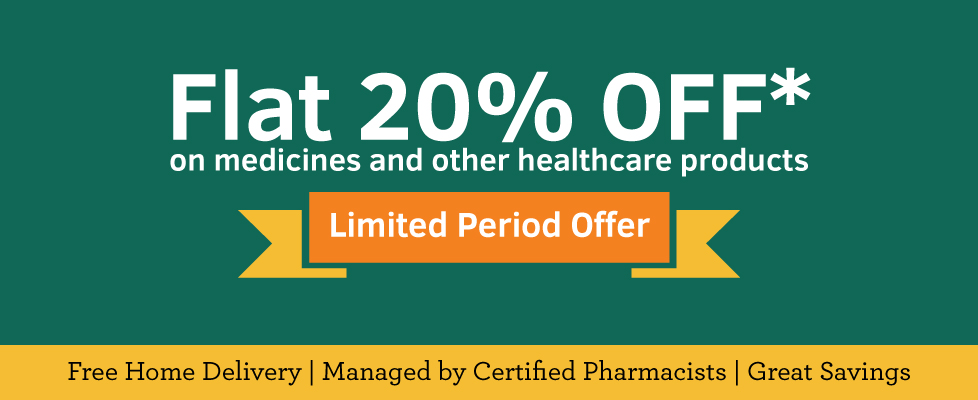 Flat 20% OFF*
on medicines and other healthcare products
Limited Period Offer
Free Home Delivery | Managed by Certified Pharmacists | Great Savings